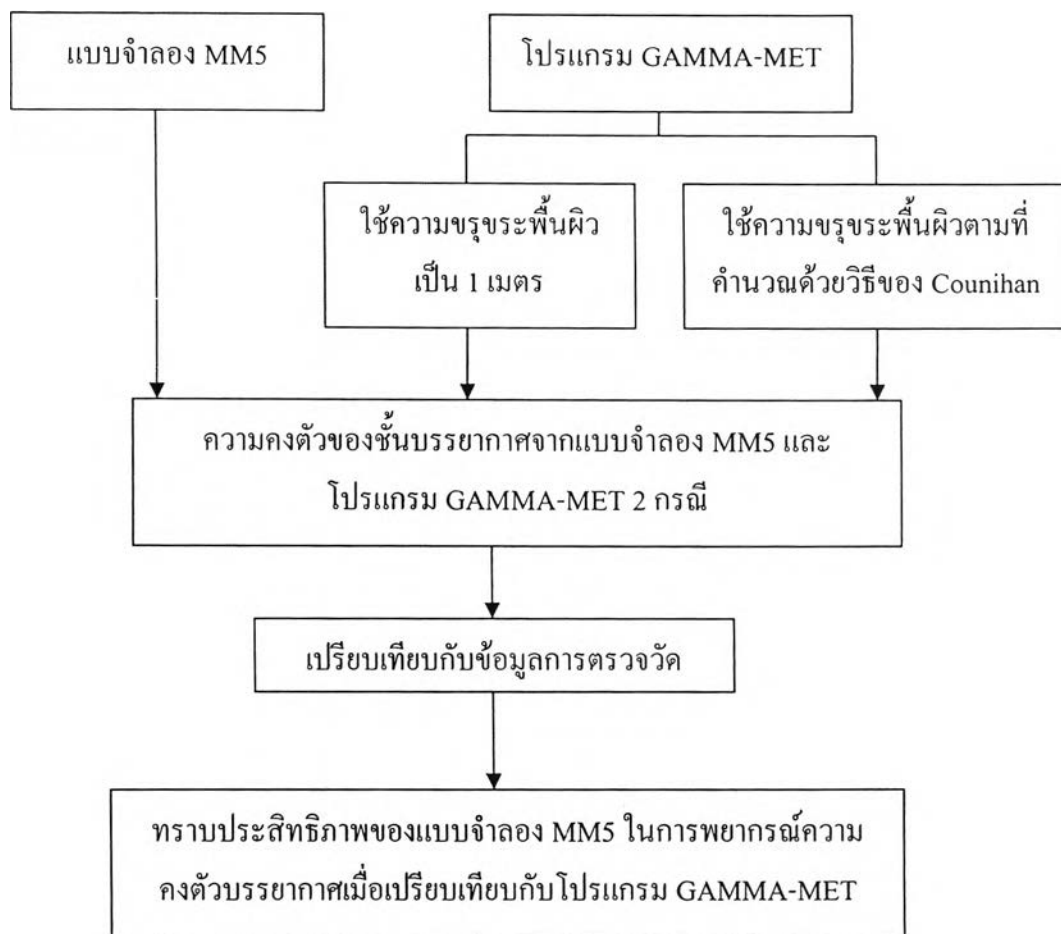 แบบจำลอง MM5
โปรแกรม GAMMA-MET
ใช้ความขรุขระพื้นผิว
เป็น 1 เมตร
ใช้ความขรุขระพื้นผิวตามที่
คำนวณด้วยวิธีของ Counihan
ความคงตัวของชั้นบรรยากาศจากแบบจำลอง MM5 และ
โปรแกรม GAMMA-MET 2 กรณี
เปรียบเทียบกับข้อมูลการตรวจวัด
ทราบประสิทธิภาพของแบบจำลอง MM5 ในการพยากรณ์ความ
คงตัวบรรยากาศเมื่อเปรียบเทียบกับโปรแกรม GAMMA-MET